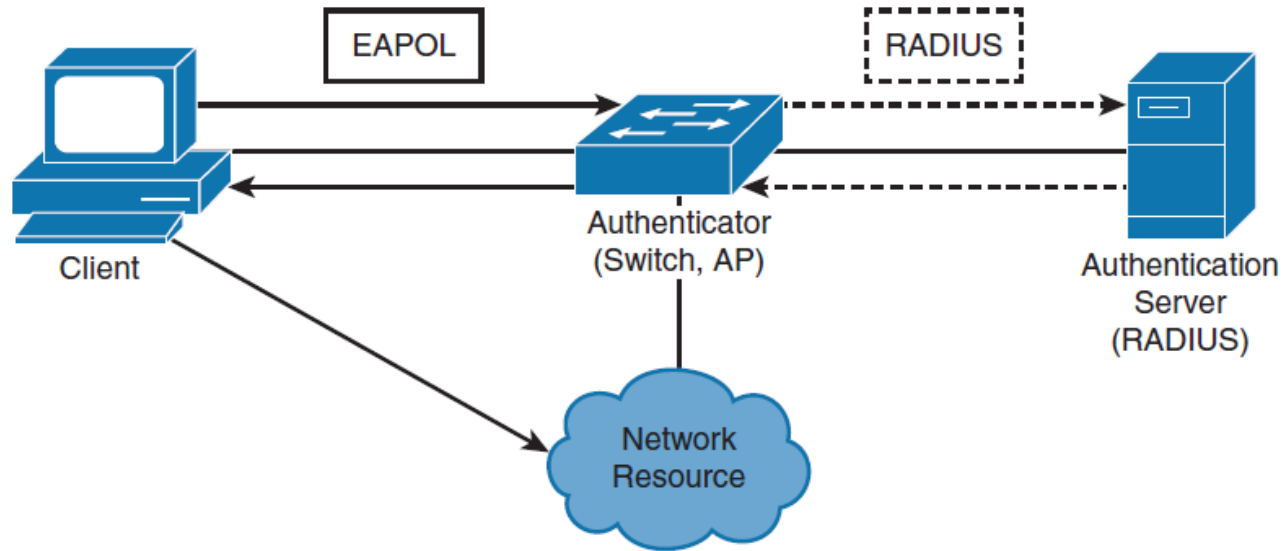 EAPOL
RADIUS
Client
Authenticator
(Switch, AP)
Authentication
Server
(RADIUS)
Network
Resource